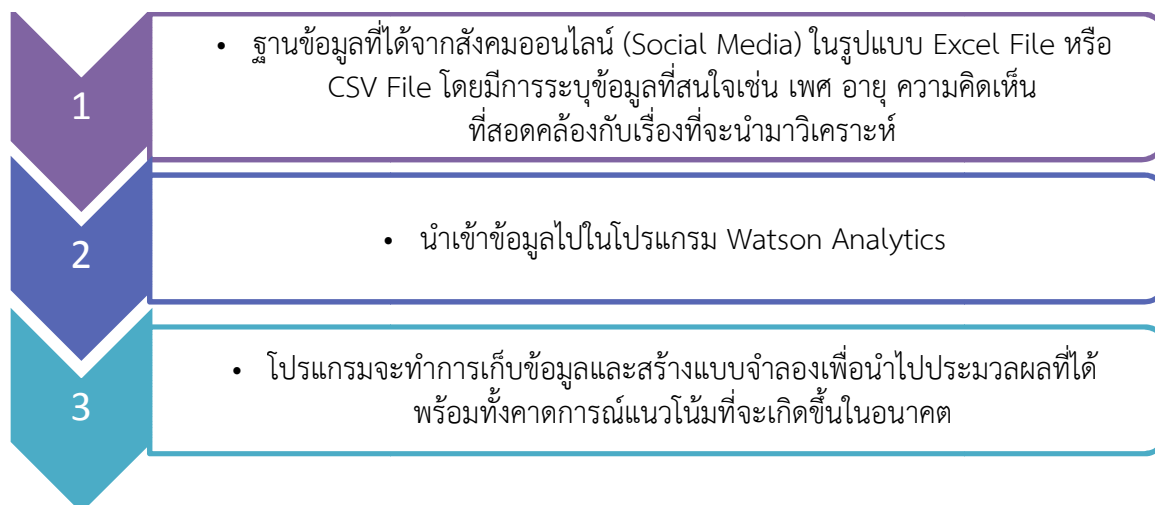 1
• ฐานข้อมูลที่ได้จากสังคมออนไลน์ (Social Media) ในรูปแบบ Excel File หรือ
CSV File โดยมีการระบุข้อมูลที่สนใจเช่น เพศ อายุ ความคิดเห็น
ที่สอดคล้องกับเรื่องที่จะนำมาวิเคราะห์
2
• นำเข้าข้อมูลไปในโปรแกรม Watson Analytics
3
• โปรแกรมจะทำการเก็บข้อมูลและสร้างแบบจำลองเพื่อนำไปประมวลผลที่ได้
พร้อมทั้งคาดการณ์แนวโน้มที่จะเกิดขึ้นในอนาคต